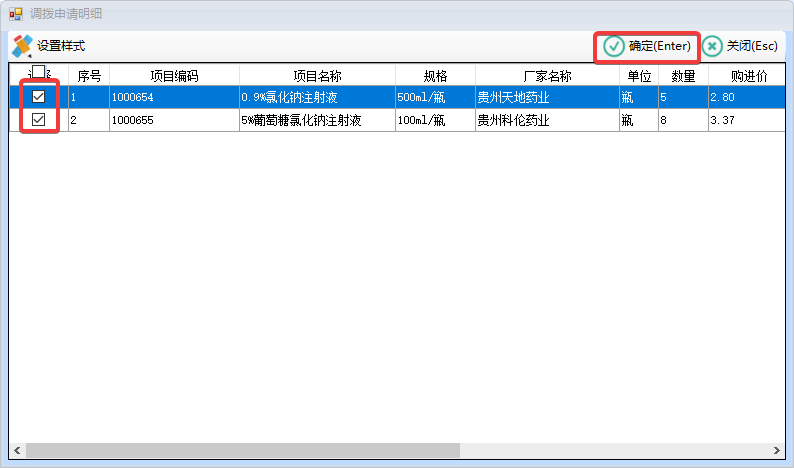 调拨申请明细
设置样式 确定(Enter) 关闭(Esc)
序号 项目编码 项目名称 规格 厂家名称 单位 数量 购进价
1 1000654 0.9%氯化钠注射液 500ml/瓶 贵州天地药业 瓶 5 2.80
2 1000655 5%葡萄糖氯化钠注射液 100ml/瓶 贵州科伦药业 瓶 8 3.37